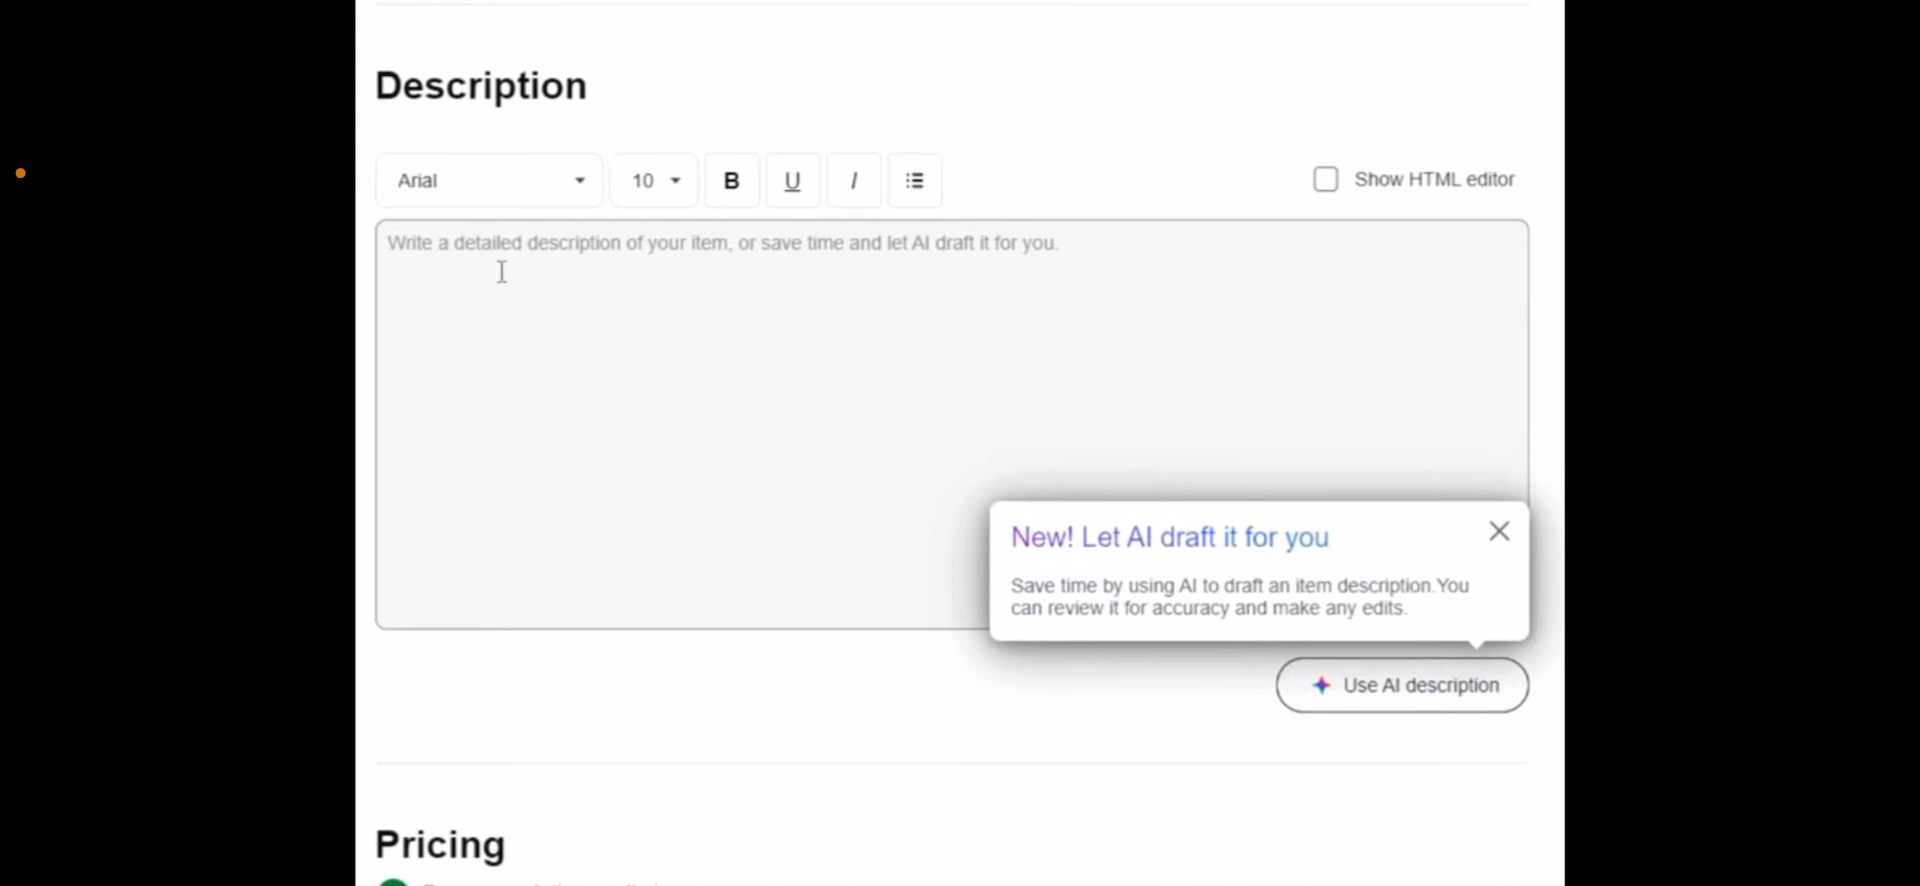 Description
Arial
10
B
U
I
Show HTML editor
Write a detailed description of your item, or save time and let AI draft it for you.
New! Let AI draft it for you
Save time by using AI to draft an item description.You
can review it for accuracy and make any edits.
Use AI description
Pricing